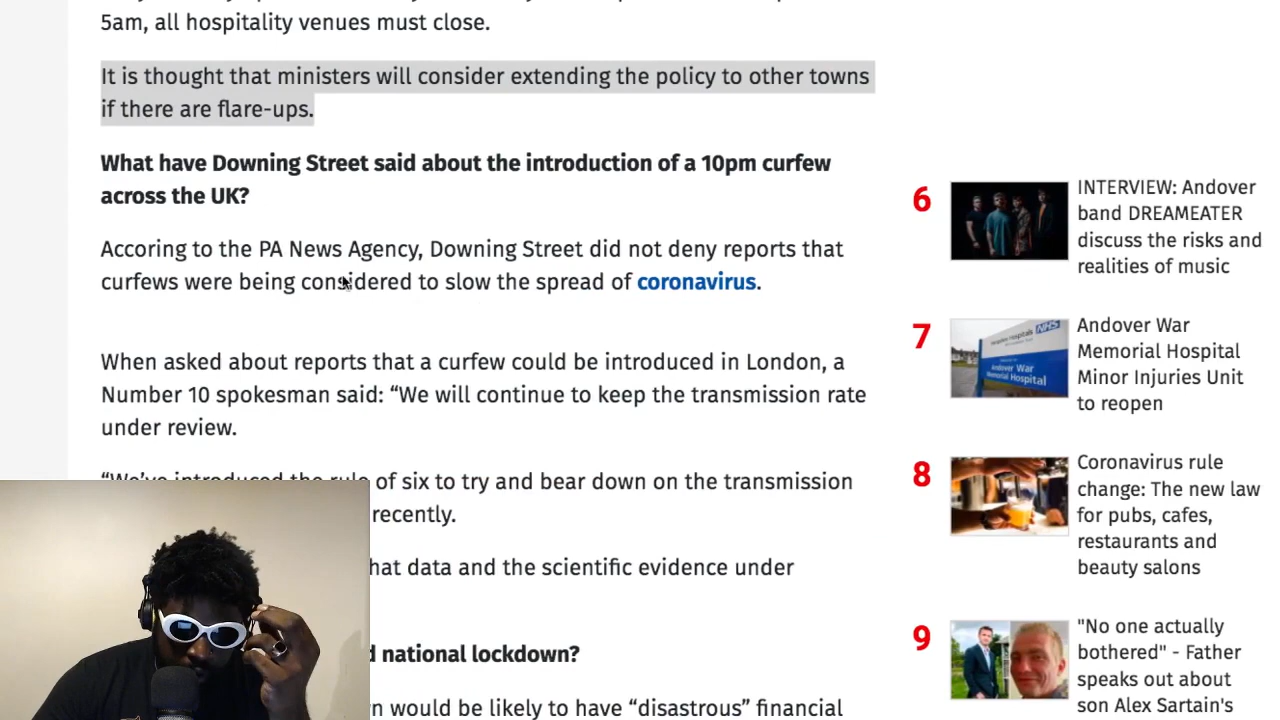 5am, all hospitality venues must close.
It is thought that ministers will consider extending the policy to other towns
if there are flare-ups.
What have Downing Street said about the introduction of a 10pm curfew
across the UK?
Accoring to the PA News Agency, Downing Street did not deny reports that
curfews were being considered to slow the spread of coronavirus.
When asked about reports that a curfew could be introduced in London, a
Number 10 spokesman said: “We will continue to keep the transmission rate
under review.
“We’ve introduced the rule of six to try and bear down on the transmission
recently.
hat data and the scientific evidence under
d national lockdown?
n would be likely to have “disastrous” financial
6
INTERVIEW: Andover
band DREAMEATER
discuss the risks and
realities of music
7
NHS
Andover War
Memorial Hospital
Andover War
Memorial Hospital
Minor Injuries Unit
to reopen
8
Coronavirus rule
change: The new law
for pubs, cafes,
restaurants and
beauty salons
9
"No one actually
bothered" - Father
speaks out about
son Alex Sartain's